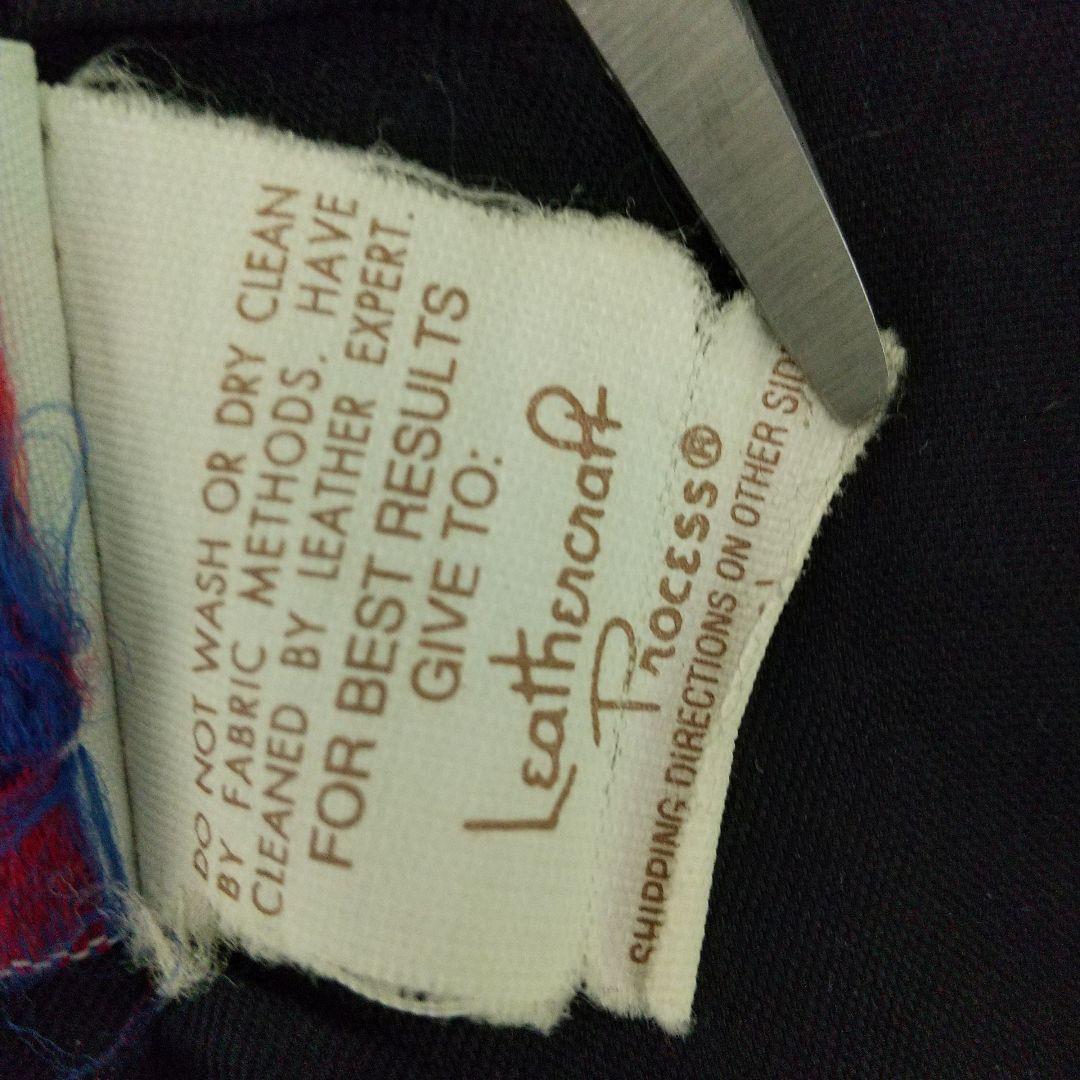 DO NOT WASH OR DRY CLEAN
BY FABRIC METHODS. HAVE
CLEANED BY LEATHER EXPERT.
FOR BEST RESULTS
GIVE TO:
Leathercraft
Process®
SHIPPING DIRECTIONS ON OTHER SID